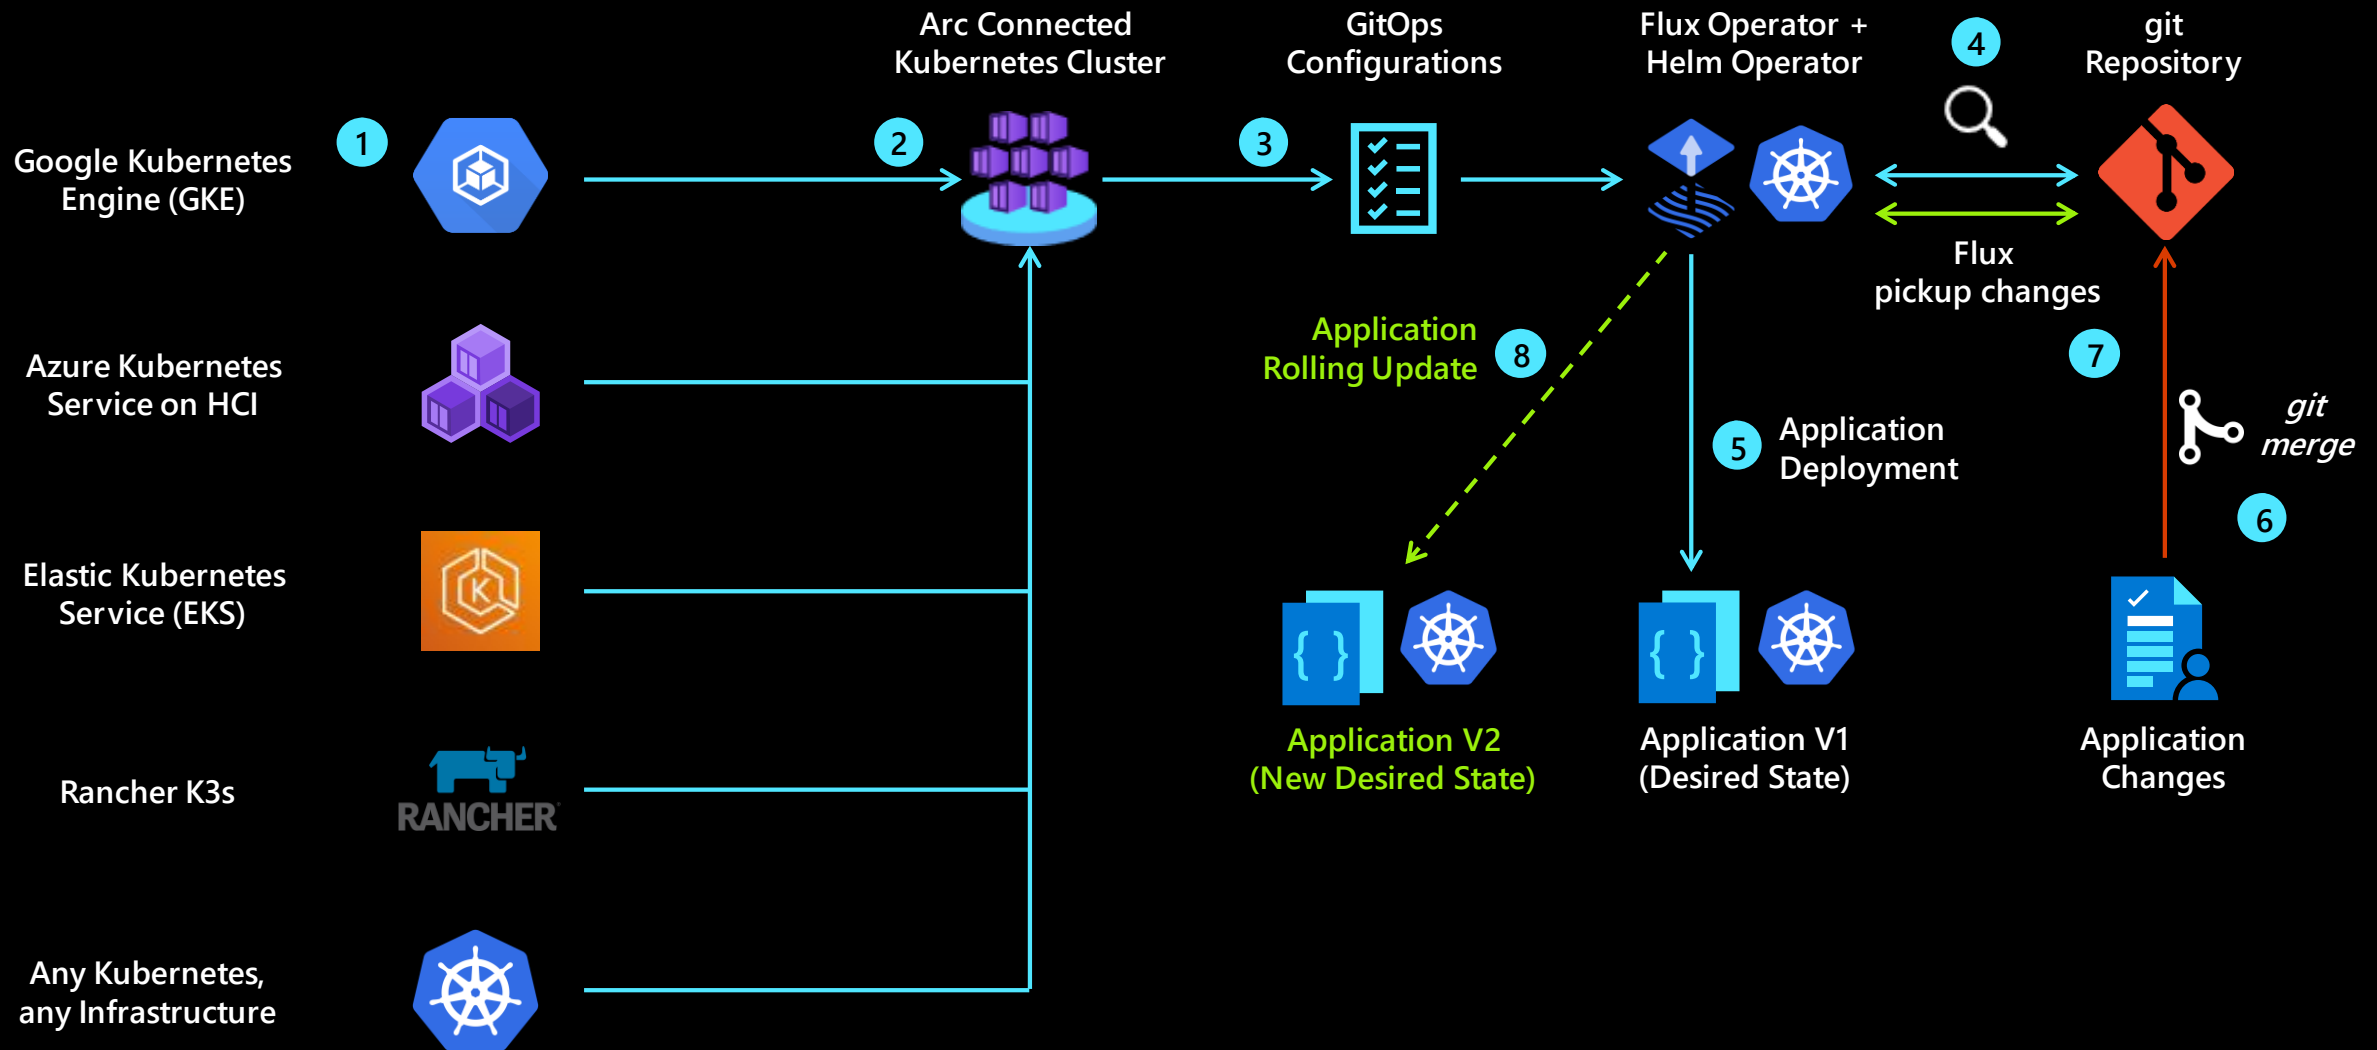 Arc Connected
Kubernetes Cluster
GitOps
Configurations
Flux Operator +
Helm Operator
4
git
Repository
1
2
3
Google Kubernetes
Engine (GKE)
Flux
pickup changes
Application
Rolling Update
8
7
Azure Kubernetes
Service on HCI
git
merge
5
Application
Deployment
6
Elastic Kubernetes
Service (EKS)
K
{ }
{ }
Application V2
(New Desired State)
Application V1
(Desired State)
Application
Changes
Rancher K3s
RANCHER
Any Kubernetes,
any Infrastructure